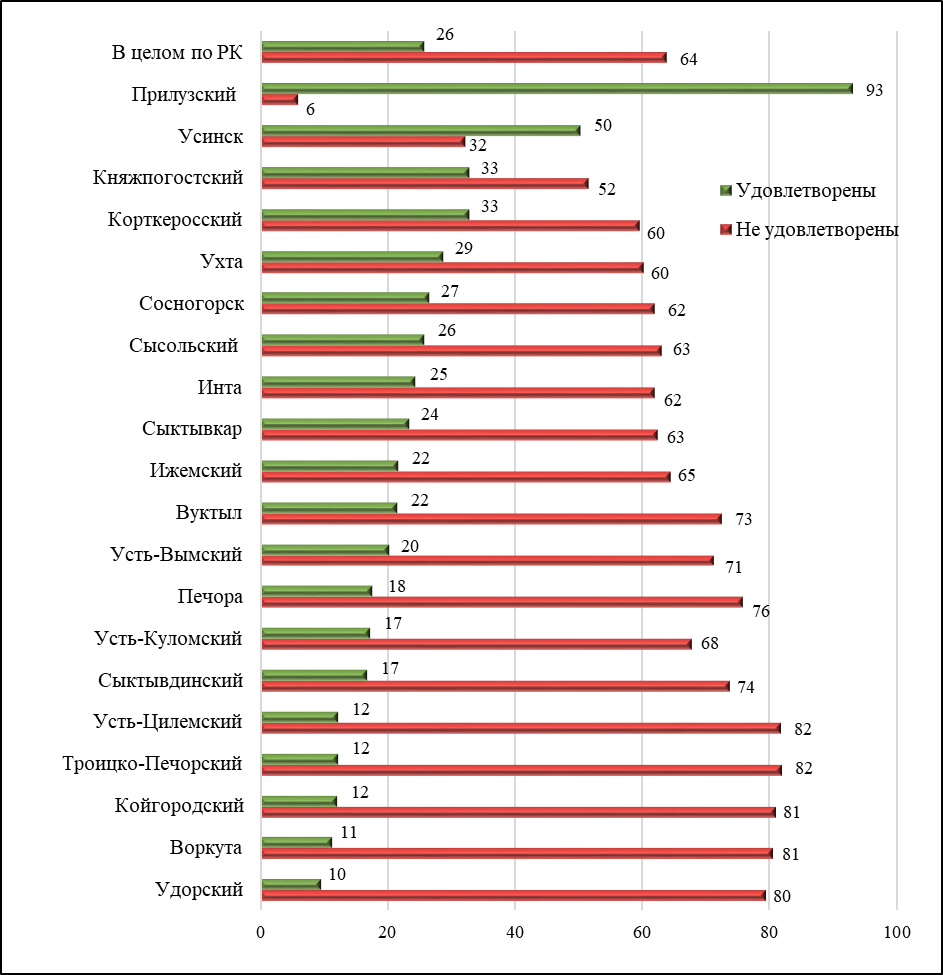 В целом по РК 26 64
Прилузский 93 6
Усинск 50 32
Княжпогостский 33 52
Корткеросский 33 60
Ухта 29 60
Сосногорск 27 62
Сысольский 26 63
Инта 25 62
Сыктывкар 24 63
Ижемский 22 65
Вуктыл 22 73
Усть-Вымский 20 71
Печора 18 76
Усть-Куломский 17 68
Сыктывдинский 17 74
Усть-Цилемский 12 82
Троицко-Печорский 12 82
Койгородский 12 81
Воркута 11 81
Удорский 10 80
0 20 40 60 80 100
Удовлетворены
Не удовлетворены